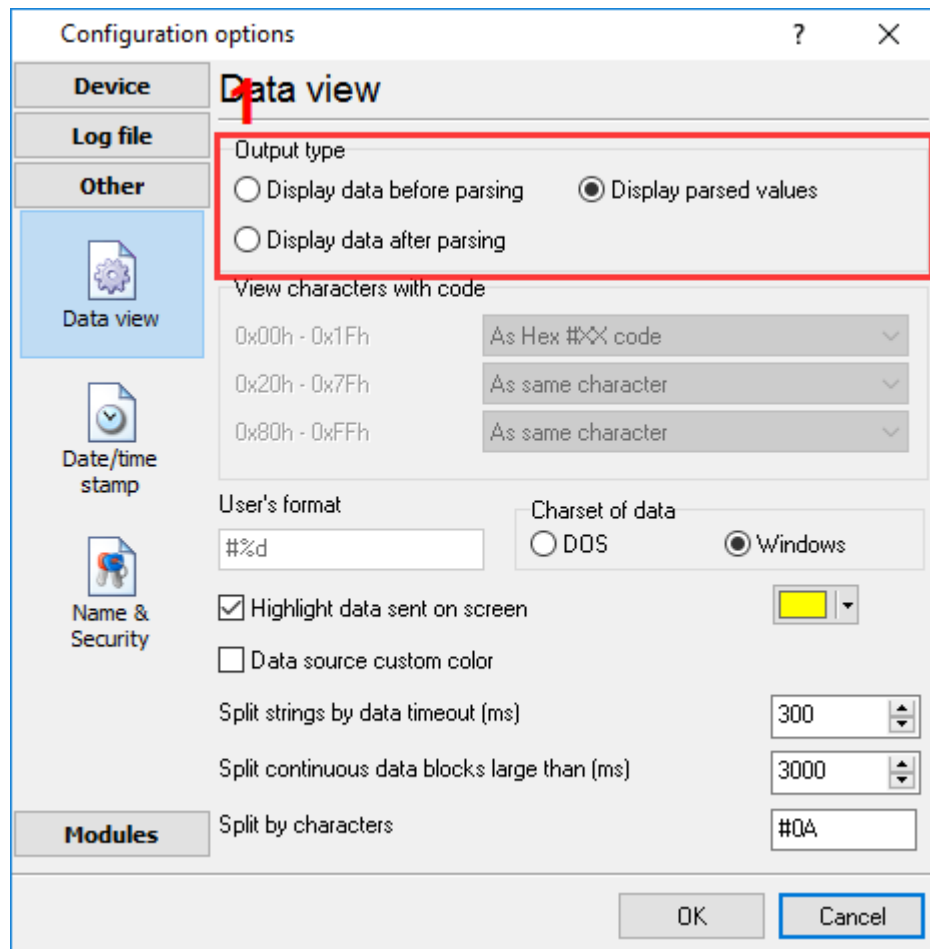 Configuration options
?
Device
Log file
Other
Data view
Date/time
stamp
Name &
Security
Modules
Data view
1
Output type
Display data before parsing
Display parsed values
Display data after parsing
View characters with code
0x00h - 0x1Fh
As Hex #XX code
0x20h - 0x7Fh
As same character
0x80h - 0xFFh
As same character
User's format
#%d
Charset of data
DOS
Windows
Highlight data sent on screen
Data source custom color
Split strings by data timeout (ms)
300
Split continuous data blocks large than (ms)
3000
Split by characters
#0A
OK
Cancel